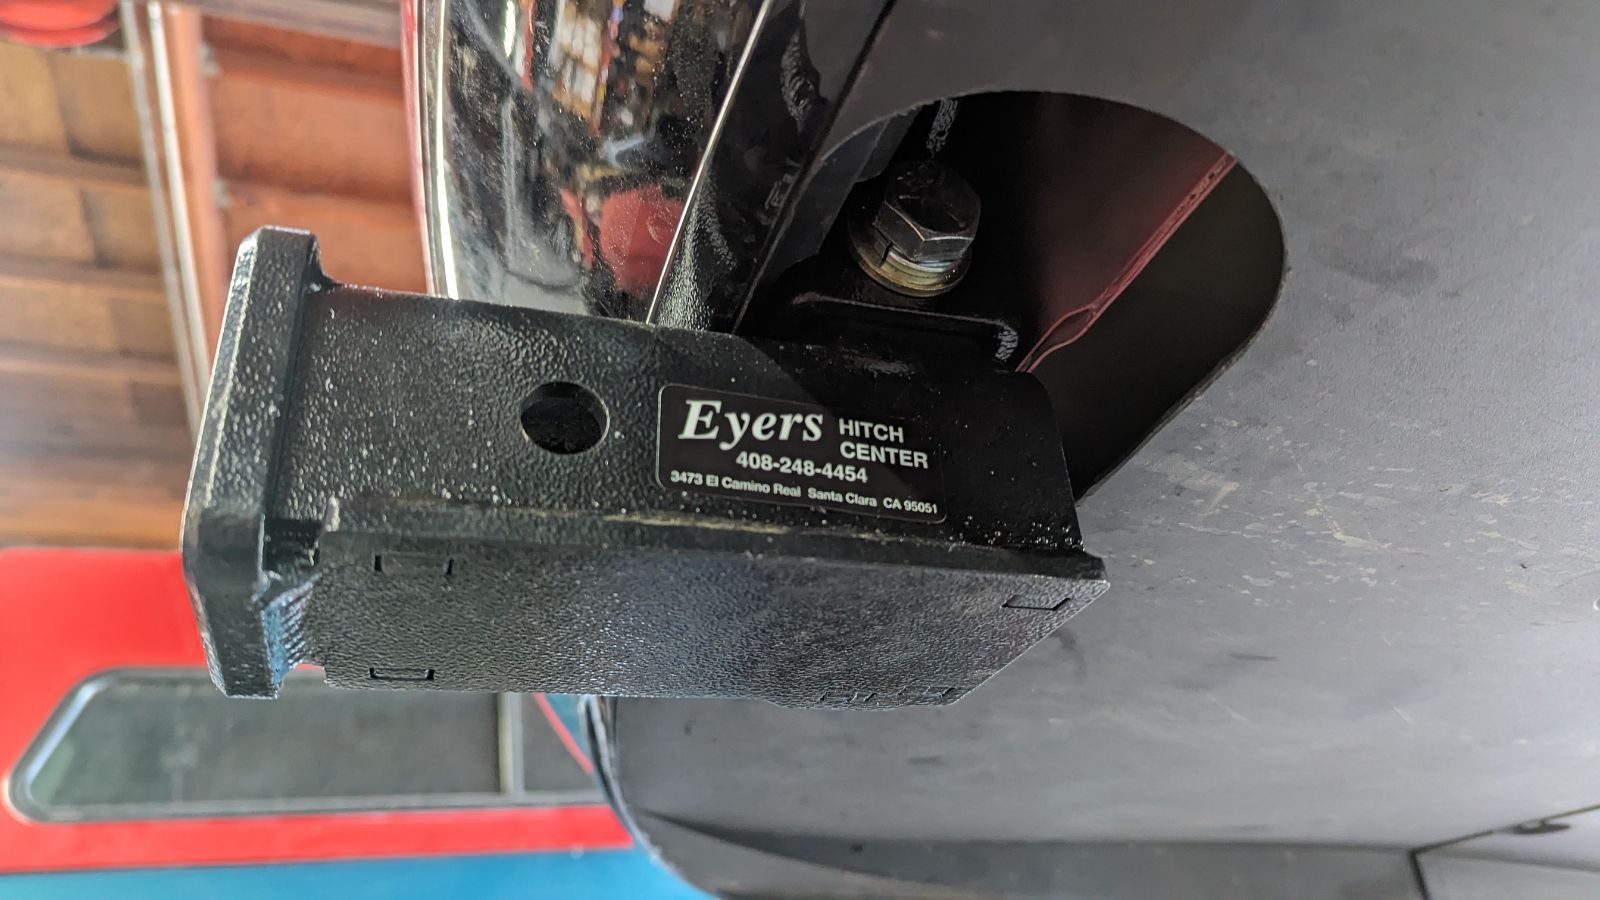 Eyers HITCH
CENTER
408-248-4454
3473 El Camino Real Santa Clara CA 95051